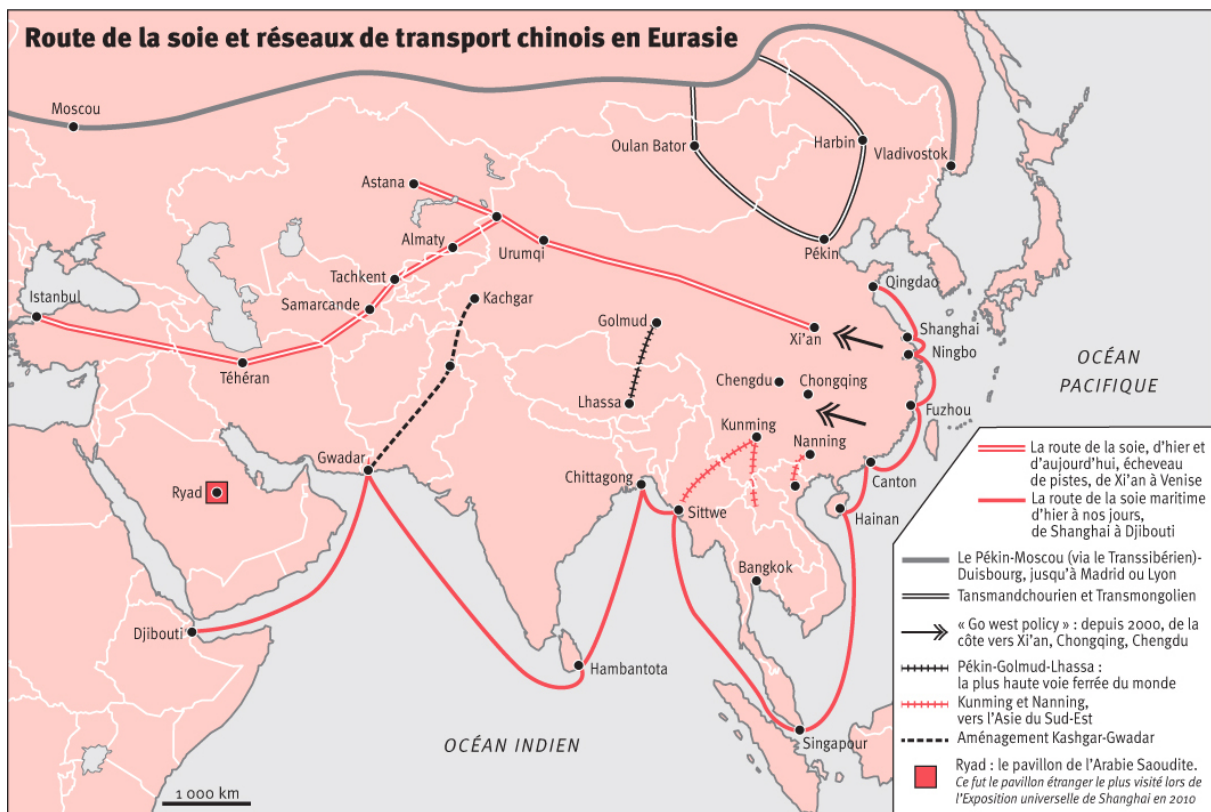 Route de la soie et réseaux de transport chinois en Eurasie
Moscou
Oulan Bator
Harbin
Vladivostok
Astana
Almaty
Urumqi
Pékin
Tachkent
Qingdao
Istanbul
Samarcande
Kachgar
Golmud
Xi'an
Shanghai
Ningbo
OCÉAN
PACIFIQUE
Téhéran
Chengdu
Chongqing
Lhassa
Fuzhou
Kunming
Nanning
Gwadar
Chittagong
Canton
Ryad
Sittwe
Hainan
Bangkok
Djibouti
Hambantota
Singapour
OCÉAN INDIEN
1 000 km
La route de la soie, d'hier et
d'aujourd'hui, écheveau
de pistes, de Xi'an à Venise
La route de la soie maritime
d'hier à nos jours,
de Shanghai à Djibouti
Le Pékin-Moscou (via le Transsibérien)-
Duisbourg, jusqu'à Madrid ou Lyon
Tansmandchourien et Transmongolien
« Go west policy » : depuis 2000, de la
côte vers Xi'an, Chongqing, Chengdu
Pékin-Golmud-Lhassa :
la plus haute voie ferrée du monde
Kunming et Nanning,
vers l'Asie du Sud-Est
Aménagement Kashgar-Gwadar
Ryad : le pavillon de l'Arabie Saoudite.
Ce fut le pavillon étranger le plus visité lors de
l'Exposition universelle de Shanghai en 2010